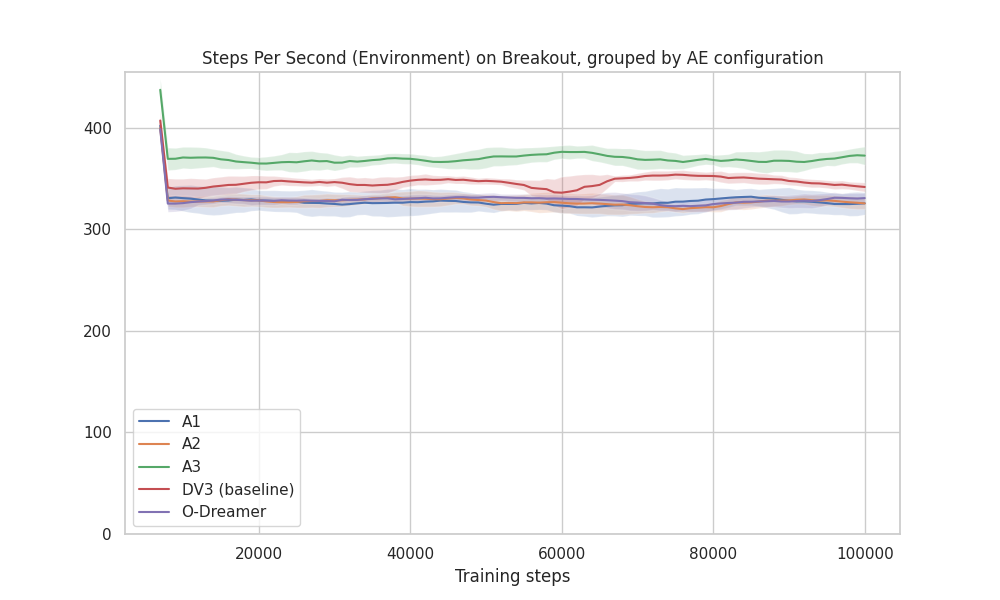 Steps Per Second (Environment) on Breakout, grouped by AE configuration
400
300
200
100
0
A1
A2
A3
DV3 (baseline)
O-Dreamer
20000
40000
60000
80000
100000
Training steps